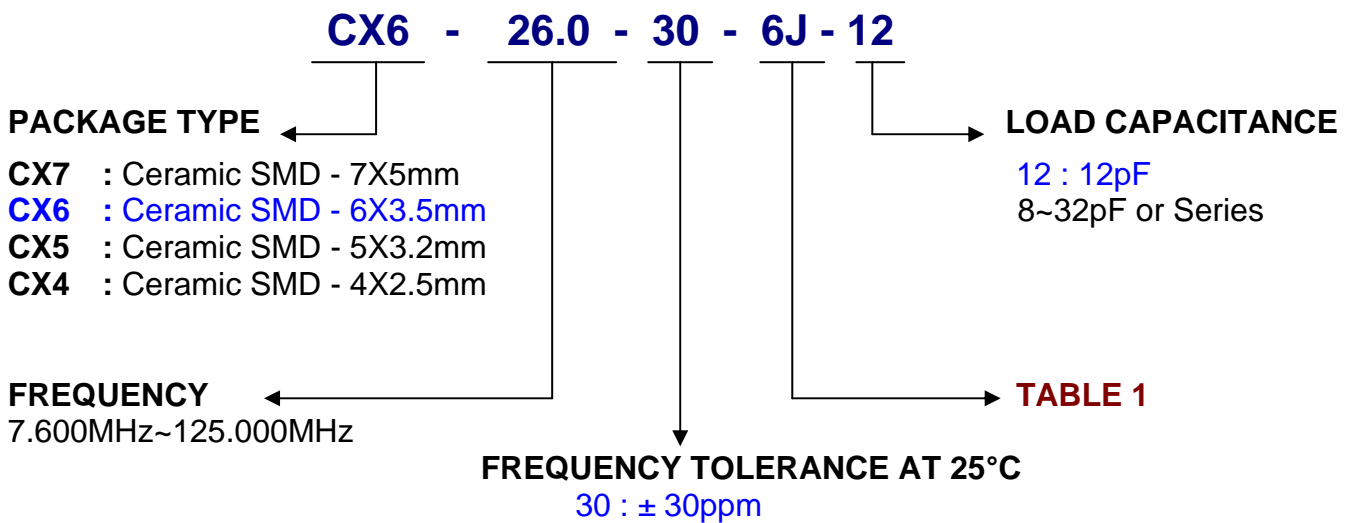 CX6 - 26.0 - 30 - 6J - 12
PACKAGE TYPE
CX7 : Ceramic SMD - 7X5mm
CX6 : Ceramic SMD - 6X3.5mm
CX5 : Ceramic SMD - 5X3.2mm
CX4 : Ceramic SMD - 4X2.5mm
LOAD CAPACITANCE
12 : 12pF
8~32pF or Series
FREQUENCY
7.600MHz~125.000MHz
TABLE 1
FREQUENCY TOLERANCE AT 25°C
30 : ± 30ppm